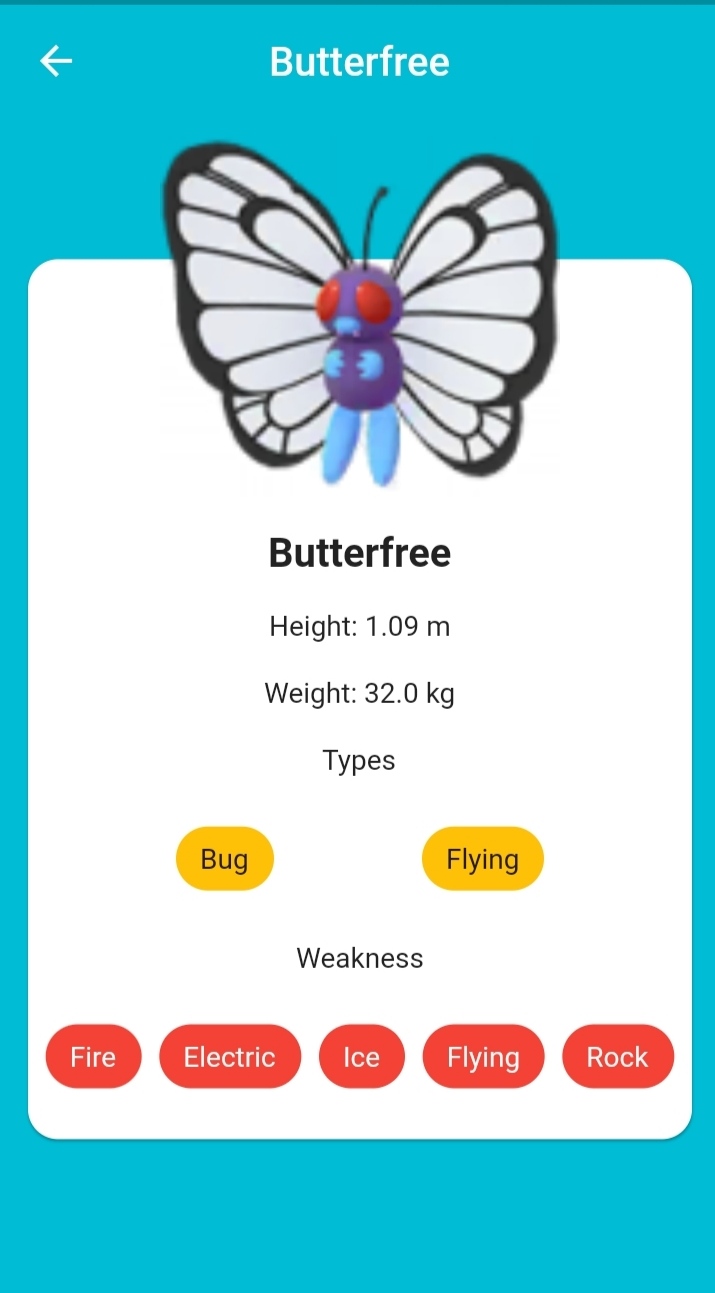 Butterfree
Butterfree
Height: 1.09 m
Weight: 32.0 kg
Types
Bug Flying
Weakness
Fire Electric Ice Flying Rock